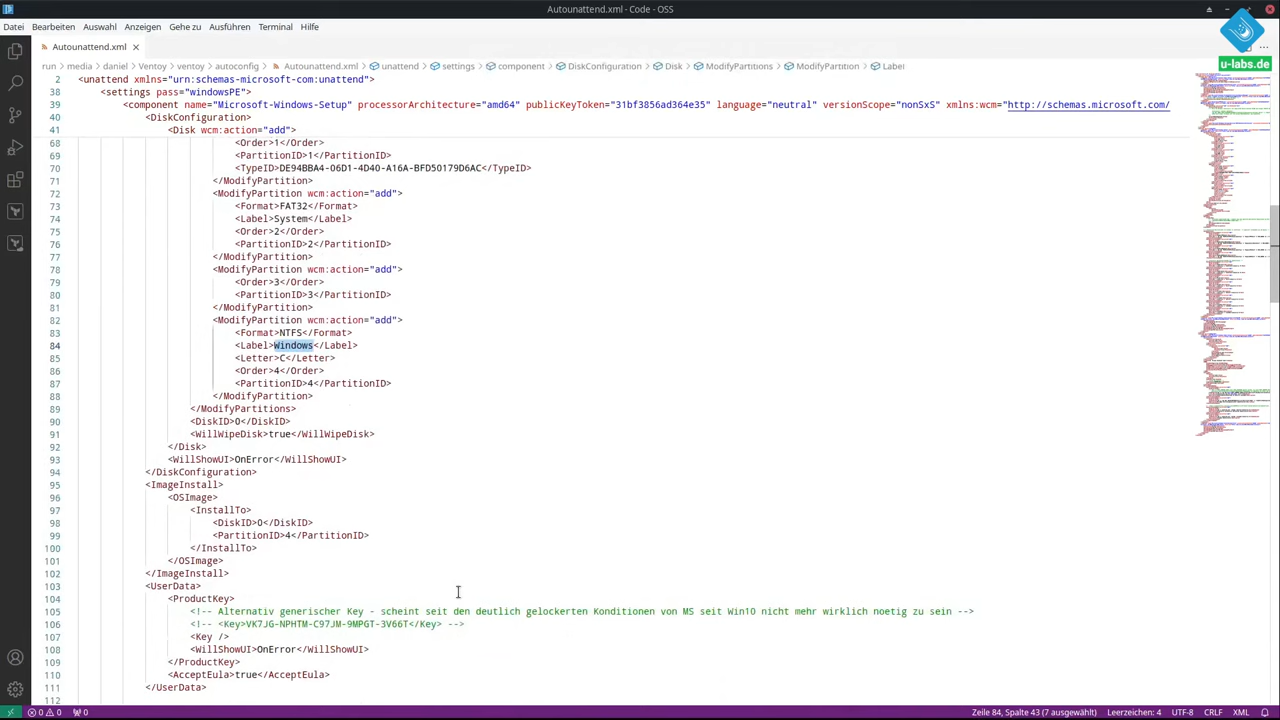 Autounattend.xml - Code - OSS
Datei Bearbeiten Auswahl Anzeigen Gehe zu Ausführen Terminal Hilfe
Autounattend.xml
u-labs.de
run > media > daniel > Ventoy > ventoy > autoconfig > Autounattend.xml > unattend > settings > component > DiskConfiguration > Disk > ModifyPartitions > ModifyPartition > Label
2 <unattend xmlns="urn:schemas-microsoft-com:unattend">
38 <settings pass="windowsPE">
39 <component name="Microsoft-Windows-Setup" processorArchitecture="amd64" publicKeyToken="31bf3856ad364e35" language="neutral" versionScope="nonSxS" xmlns:wcm="http://schemas.microsoft.com/
40 <DiskConfiguration>
41 <Disk wcm:action="add">
68 <Order>1</Order>
69 <PartitionID>1</PartitionID>
70 <TypeID>DE94BBA4-06D1-4D40-A16A-BFD50179D6AC</TypeID>
71 </ModifyPartition>
72 <ModifyPartition wcm:action="add">
73 <Format>FAT32</Format>
74 <Label>System</Label>
75 <Order>2</Order>
76 <PartitionID>2</PartitionID>
77 </ModifyPartition>
78 <ModifyPartition wcm:action="add">
79 <Order>3</Order>
80 <PartitionID>3</PartitionID>
81 </ModifyPartition>
82 <ModifyPartition wcm:action="add">
83 <Format>NTFS</Format>
84 <Label>Windows</Label>
85 <Letter>C</Letter>
86 <Order>4</Order>
87 <PartitionID>4</PartitionID>
88 </ModifyPartition>
89 </ModifyPartitions>
90 <DiskID>0</DiskID>
91 <WillWipeDisk>true</WillWipeDisk>
92 </Disk>
93 <WillShowUI>OnError</WillShowUI>
94 </DiskConfiguration>
95 <ImageInstall>
96 <OSImage>
97 <InstallTo>
98 <DiskID>0</DiskID>
99 <PartitionID>4</PartitionID>
100 </InstallTo>
101 </OSImage>
102 </ImageInstall>
103 <UserData>
104 <ProductKey>
105 <!-- Alternativ generischer Key - scheint seit den deutlich gelockerten Konditionen von MS seit Win10 nicht mehr wirklich noetig zu sein -->
106 <!-- <Key>VK7JG-NPHTM-C97JM-9MPGT-3V66T</Key> -->
107 <Key />
108 <WillShowUI>OnError</WillShowUI>
109 </ProductKey>
110 <AcceptEula>true</AcceptEula>
111 </UserData>
112
0 0 0 Zeile 84, Spalte 43 (7 ausgewählt) Leerzeichen: 4 UTF-8 CRLF XML